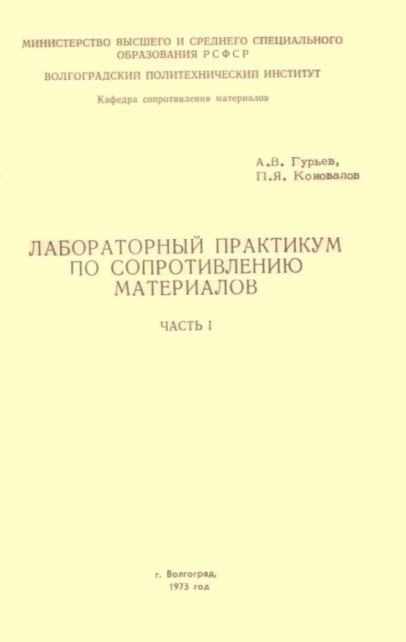 МИНИСТЕРСТВО ВЫСШЕГО И СРЕДНЕГО СПЕЦИАЛЬНОГО
ОБРАЗОВАНИЯ РСФСР
ВОЛГОГРАДСКИЙ ПОЛИТЕХНИЧЕСКИЙ ИНСТИТУТ
Кафедра сопротивления материалов
А.В. Гурьев,
П.Я. Коновалов
ЛАБОРАТОРНЫЙ ПРАКТИКУМ
ПО СОПРОТИВЛЕНИЮ
МАТЕРИАЛОВ
ЧАСТЬ I
г. Волгоград,
1973 год